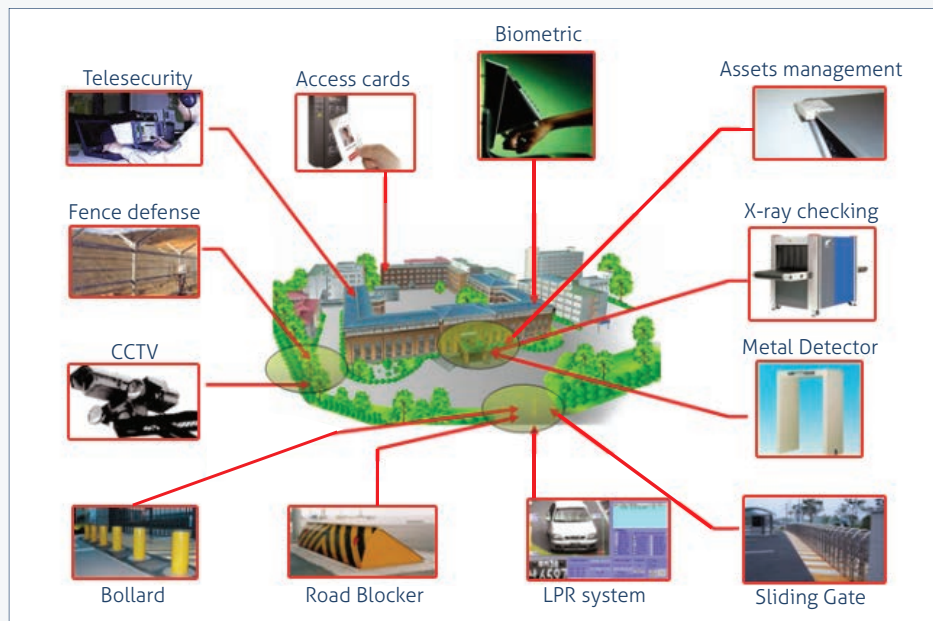 Biometric
Telesecurity
Access cards
Assets management
Fence defense
X-ray checking
CCTV
Metal Detector
Bollard
Road Blocker
LPR system
Sliding Gate